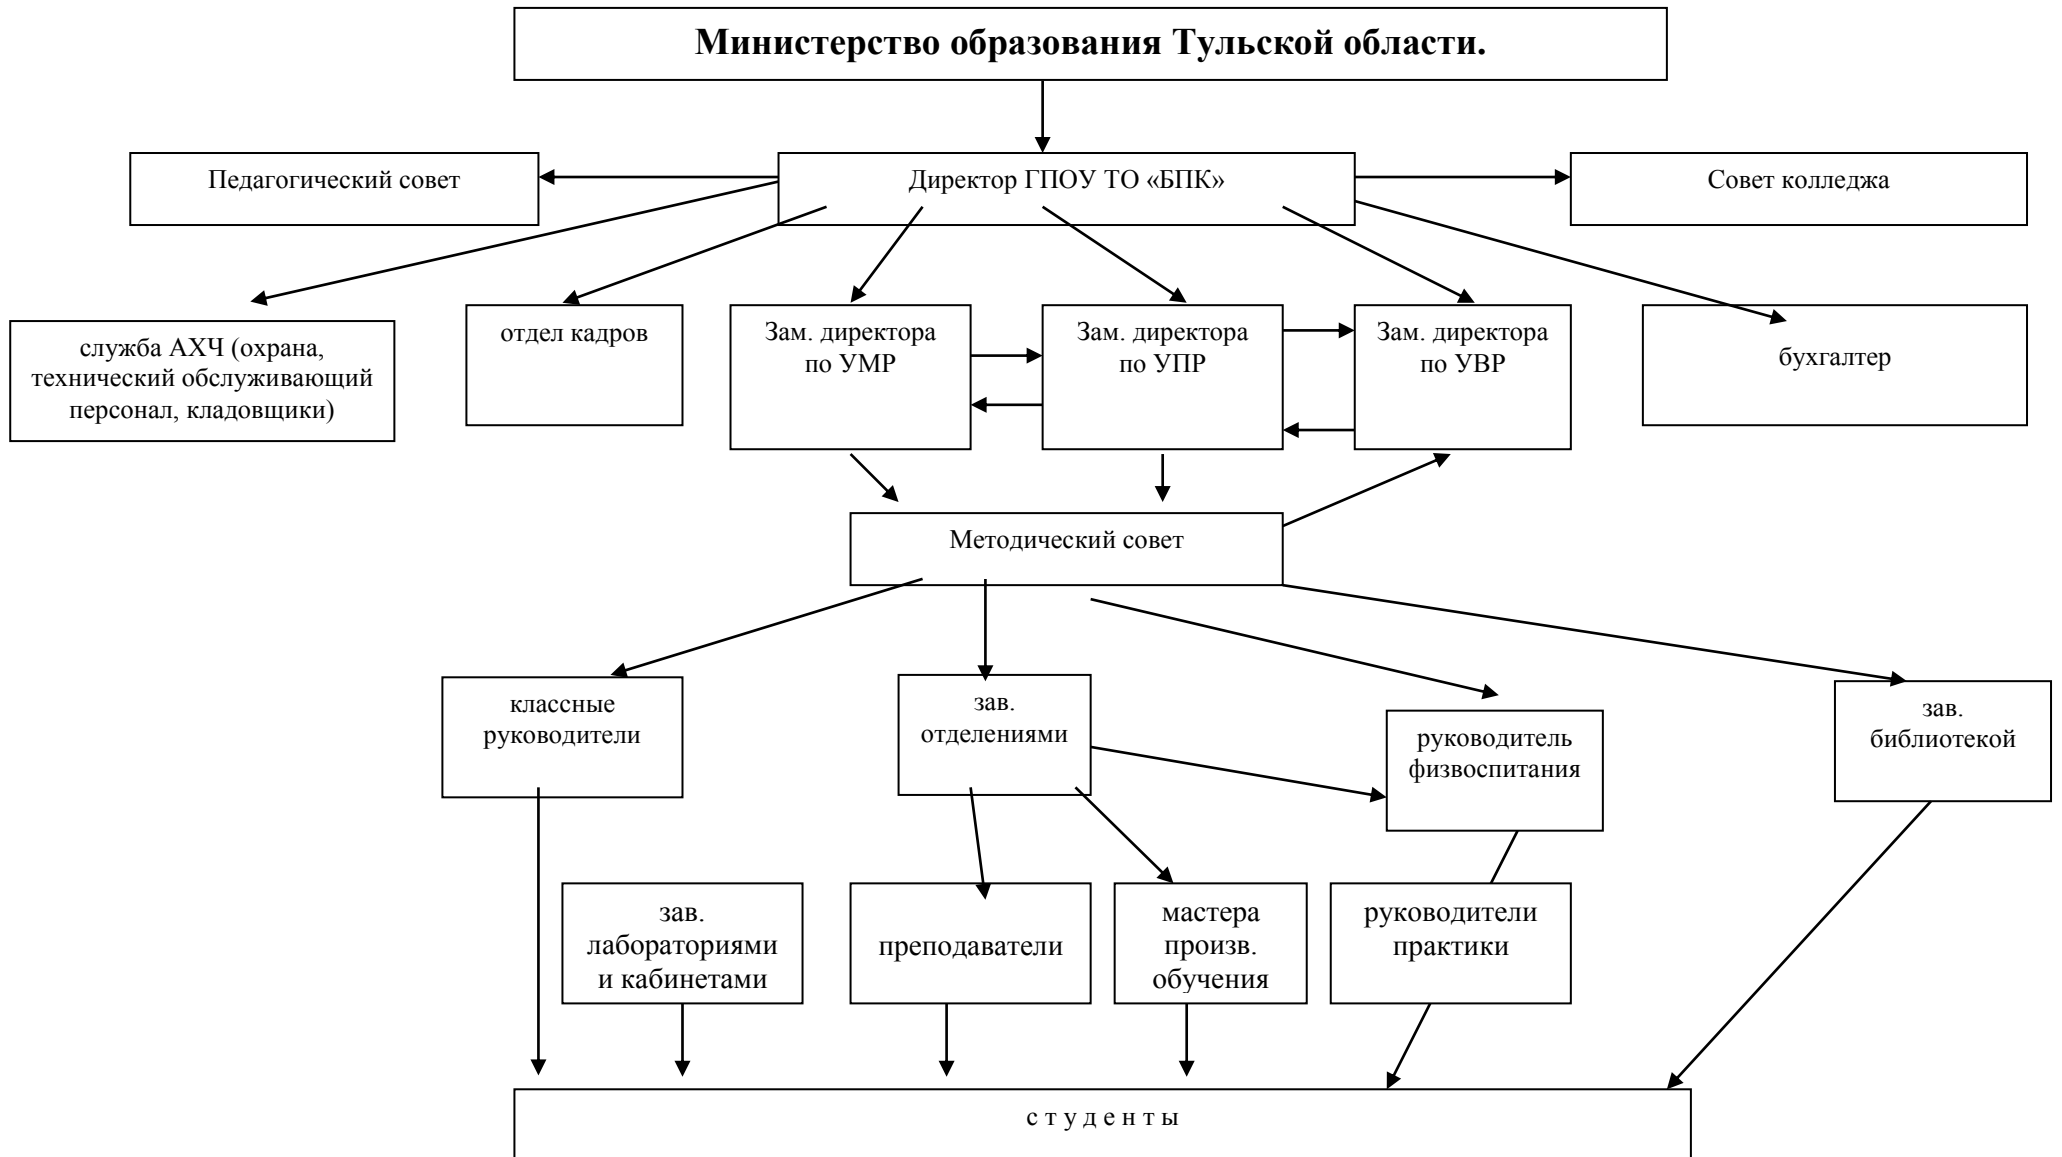 Министерство образования Тульской области.
Педагогический совет
Директор ГПОУ ТО «БПК»
Совет колледжа
служба АХЧ (охрана,
технический обслуживающий
персонал, кладовщики)
отдел кадров
Зам. директора
по УМР
Зам. директора
по УПР
Зам. директора
по УВР
бухгалтер
Методический совет
классные
руководители
зав.
отделениями
руководитель
физвоспитания
зав.
библиотекой
зав.
лабораториями
и кабинетами
преподаватели
мастера
произв.
обучения
руководители
практики
с т у д е н т ы